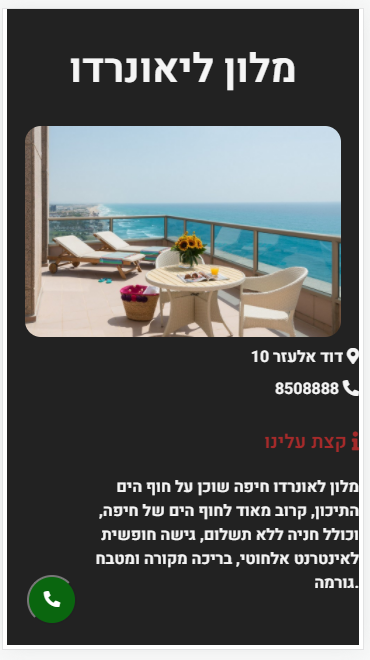 מלון ליאונרדו
דוד אלעזר 10
8508888
קצת עלינו
מלון לאונרדו חיפה שוכן על חוף הים
התיכון, קרוב מאוד לחוף הים של חיפה,
וכולל חניה ללא תשלום, גישה חופשית
לאינטרנט אלחוטי, בריכה מקורה ומטבח
.גורמה